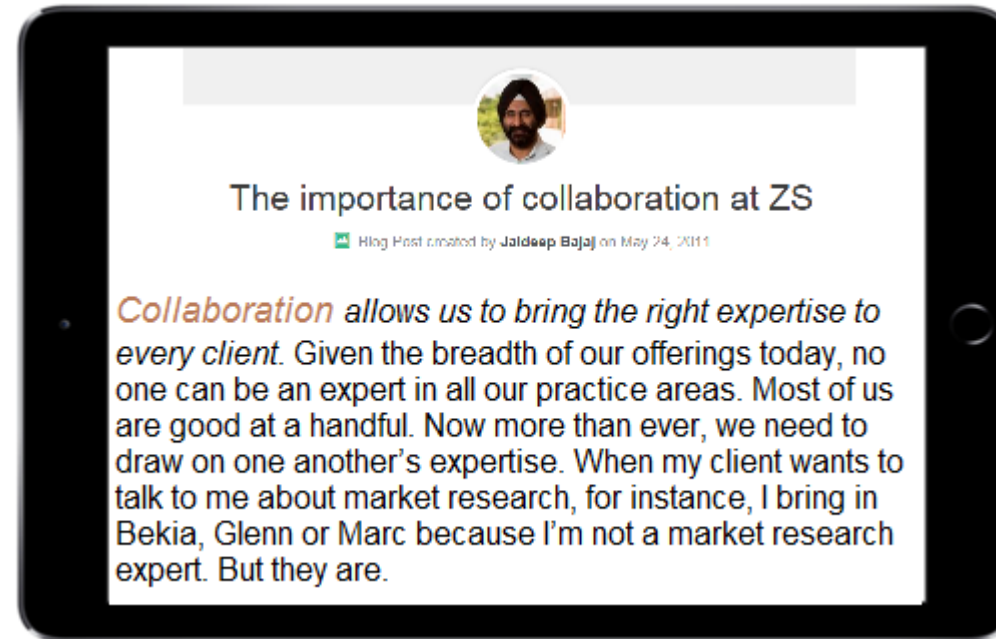 The importance of collaboration at ZS
Blog Post created by Jaideep Bajaj on May 24, 2011
Collaboration allows us to bring the right expertise to
every client. Given the breadth of our offerings today, no
one can be an expert in all our practice areas. Most of us
are good at a handful. Now more than ever, we need to
draw on one another’s expertise. When my client wants to
talk to me about market research, for instance, I bring in
Bekia, Glenn or Marc because I’m not a market research
expert. But they are.